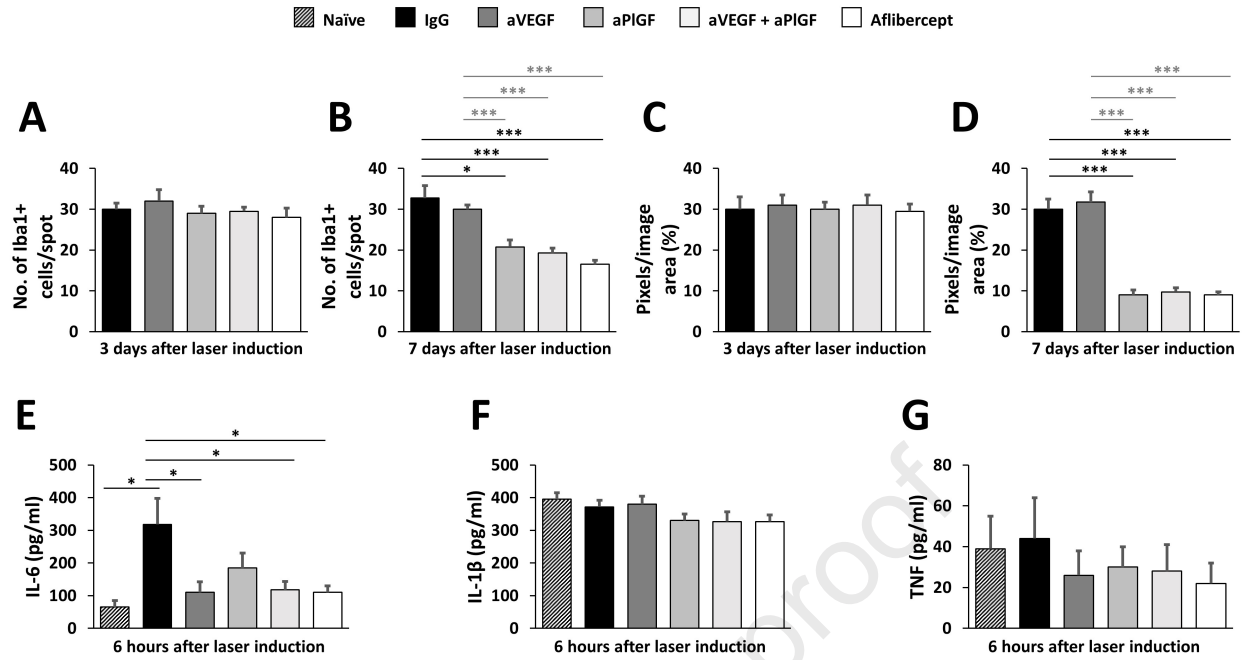 Naïve IgG aVEGF aPlGF aVEGF + aPlGF Aflibercept
A
No. of Iba1+
cells/spot
40
30
20
10
0
3 days after laser induction
B
***
***
***
***
***
*
No. of Iba1+
cells/spot
40
30
20
10
0
7 days after laser induction
C
Pixels/image
area (%)
40
30
20
10
0
3 days after laser induction
D
***
***
***
***
***
***
Pixels/image
area (%)
40
30
20
10
0
7 days after laser induction
E
*
*
*
*
IL-6 (pg/ml)
500
400
300
200
100
0
6 hours after laser induction
F
IL-1β (pg/ml)
500
400
300
200
100
0
6 hours after laser induction
G
TNF (pg/ml)
80
60
40
20
0
6 hours after laser induction
proof